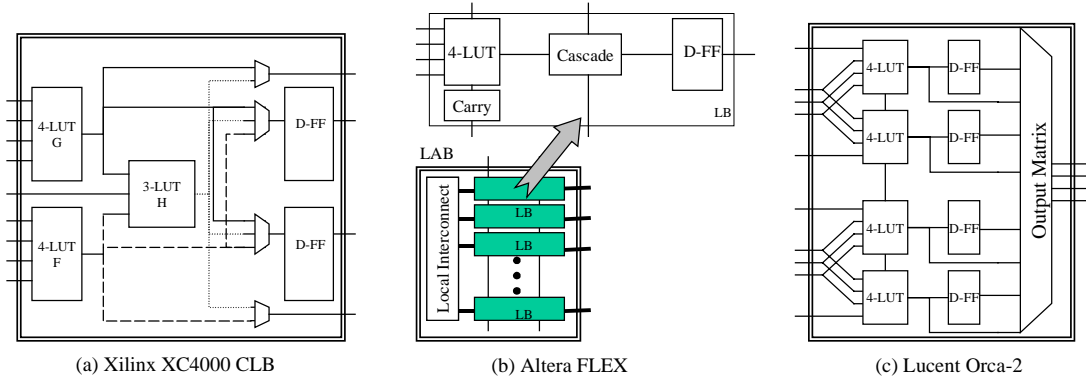 4-LUT
G
3-LUT
H
4-LUT
F
D-FF
D-FF
(a) Xilinx XC4000 CLB
4-LUT
Cascade
D-FF
Carry
LB
LAB
Local Interconnect
LB
LB
LB
(b) Altera FLEX
4-LUT
D-FF
4-LUT
D-FF
4-LUT
D-FF
4-LUT
D-FF
Output Matrix
(c) Lucent Orca-2